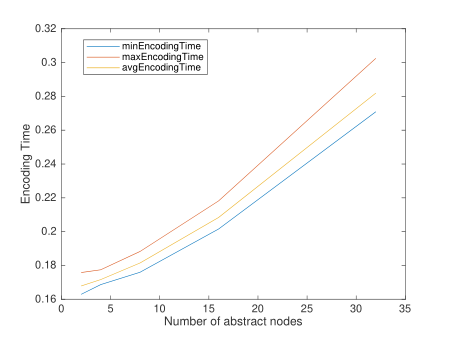 0.32
0.3
0.28
0.26
0.24
0.22
0.2
0.18
0.16
Encoding Time
minEncodingTime
maxEncodingTime
avgEncodingTime
0 5 10 15 20 25 30 35
Number of abstract nodes